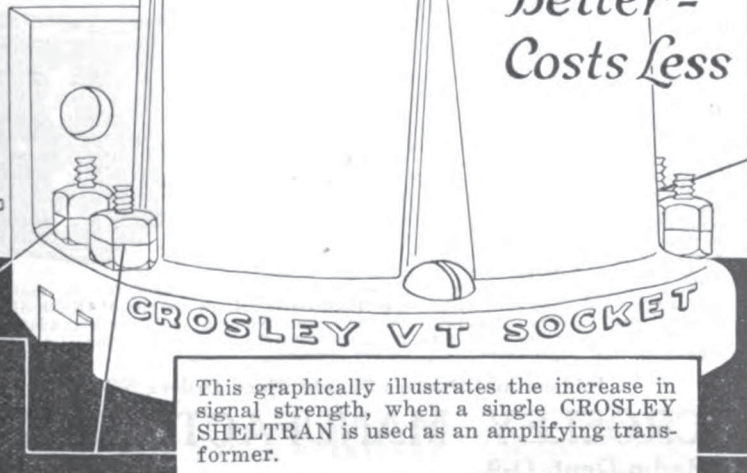 Better-
Costs Less
CROSLEY VT SOCKET
This graphically illustrates the increase in
signal strength, when a single CROSLEY
SHELTRAN is used as an amplifying trans-
former.